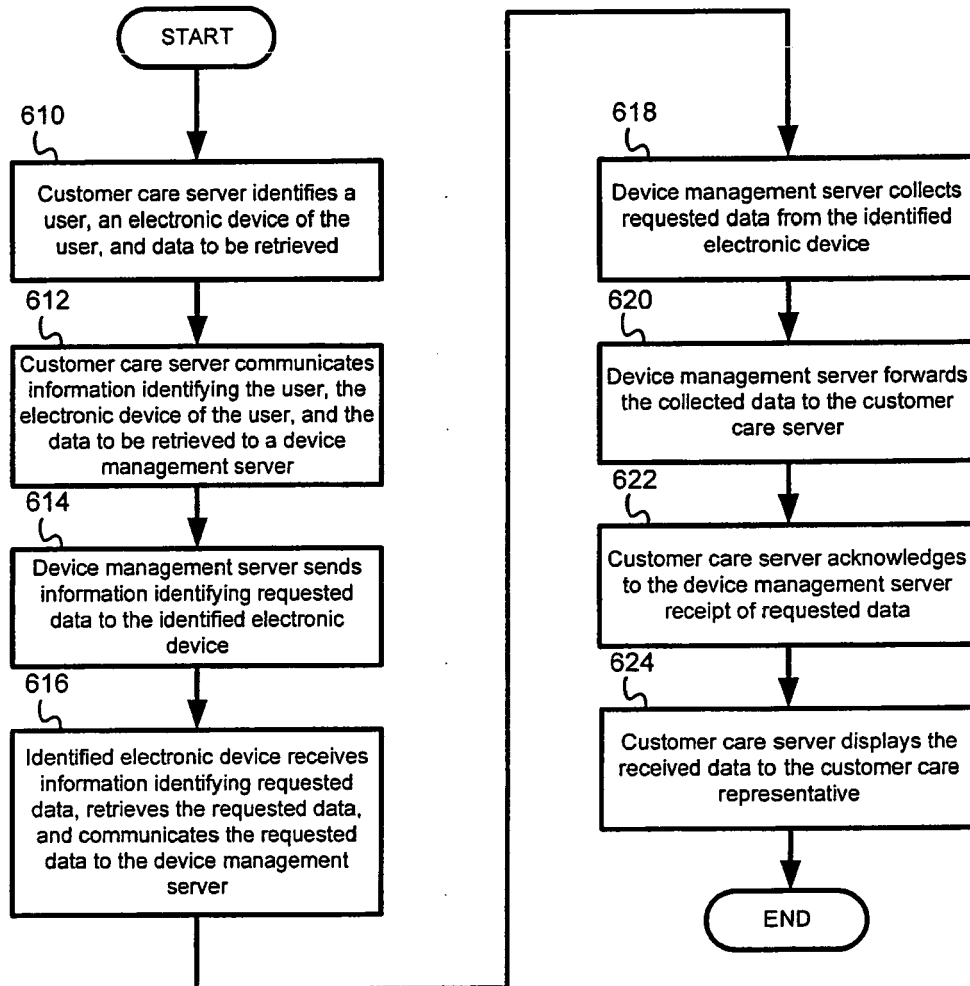 START
610
Customer care server identifies a
user, an electronic device of the
user, and data to be retrieved
612
Customer care server communicates
information identifying the user, the
electronic device of the user, and the
data to be retrieved to a device
management server
614
Device management server sends
information identifying requested
data to the identified electronic
device
616
Identified electronic device receives
information identifying requested
data, retrieves the requested data,
and communicates the requested
data to the device management
server
618
Device management server collects
requested data from the identified
electronic device
620
Device management server forwards
the collected data to the customer
care server
622
Customer care server acknowledges
to the device management server
receipt of requested data
624
Customer care server displays the
received data to the customer care
representative
END